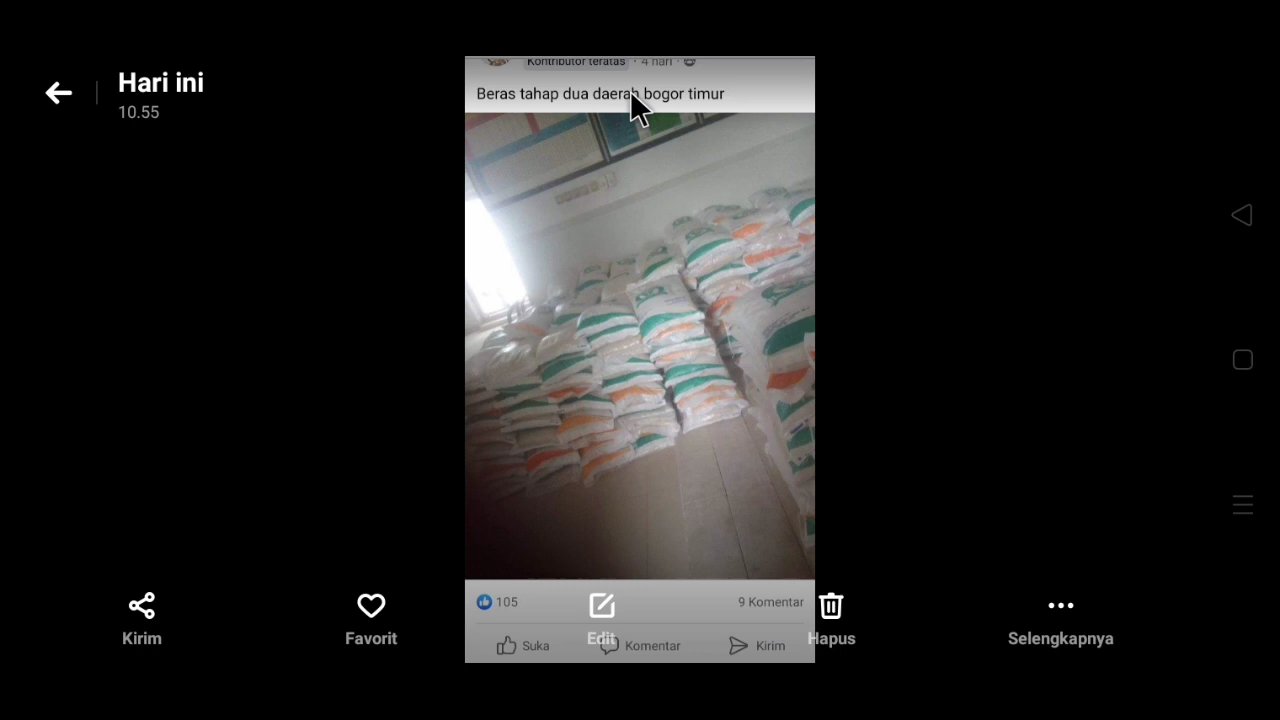 Hari ini
10.55
Kontributor teratas · 4 hari ·
Beras tahap dua daerah bogor timur
105
9 Komentar
Suka
Komentar
Kirim
Kirim
Favorit
Edit
Hapus
Selengkapnya